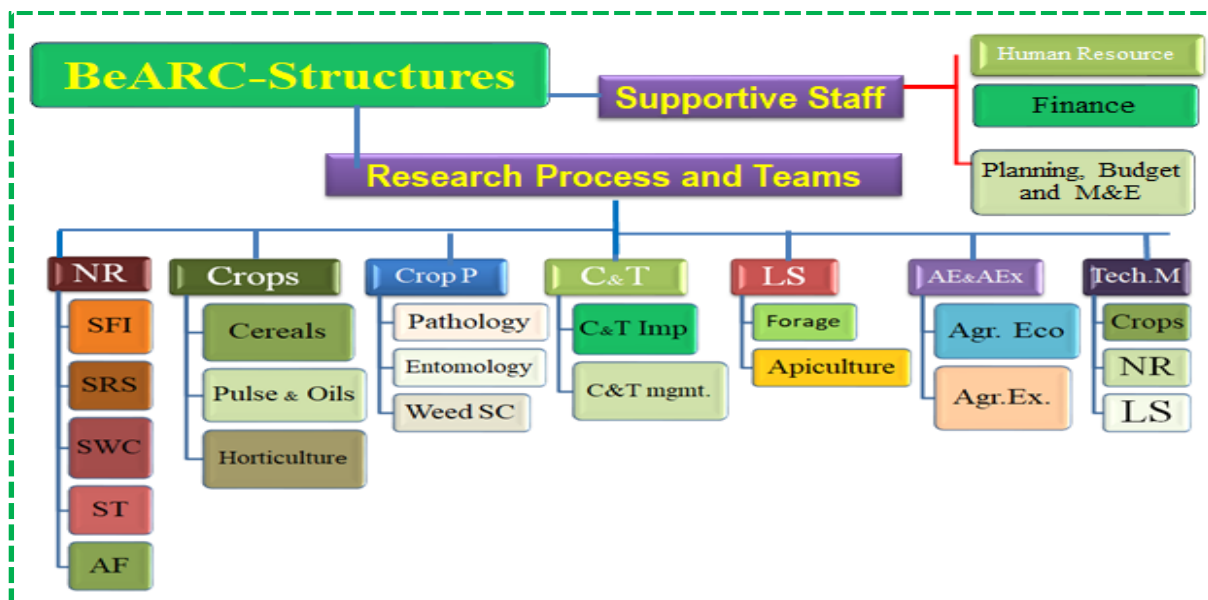 BeARC-Structures
Supportive Staff
Human Resource
Finance
Planning, Budget
and M&E
Research Process and Teams
NR
SFI
SRS
SWC
ST
AF
Crops
Cereals
Pulse & Oils
Horticulture
Crop P
Pathology
Entomology
Weed SC
C&T
C&T Imp
C&T mgmt.
LS
Forage
Apiculture
AE&AEx
Agr. Eco
Agr.Ex.
Tech.M
Crops
NR
LS